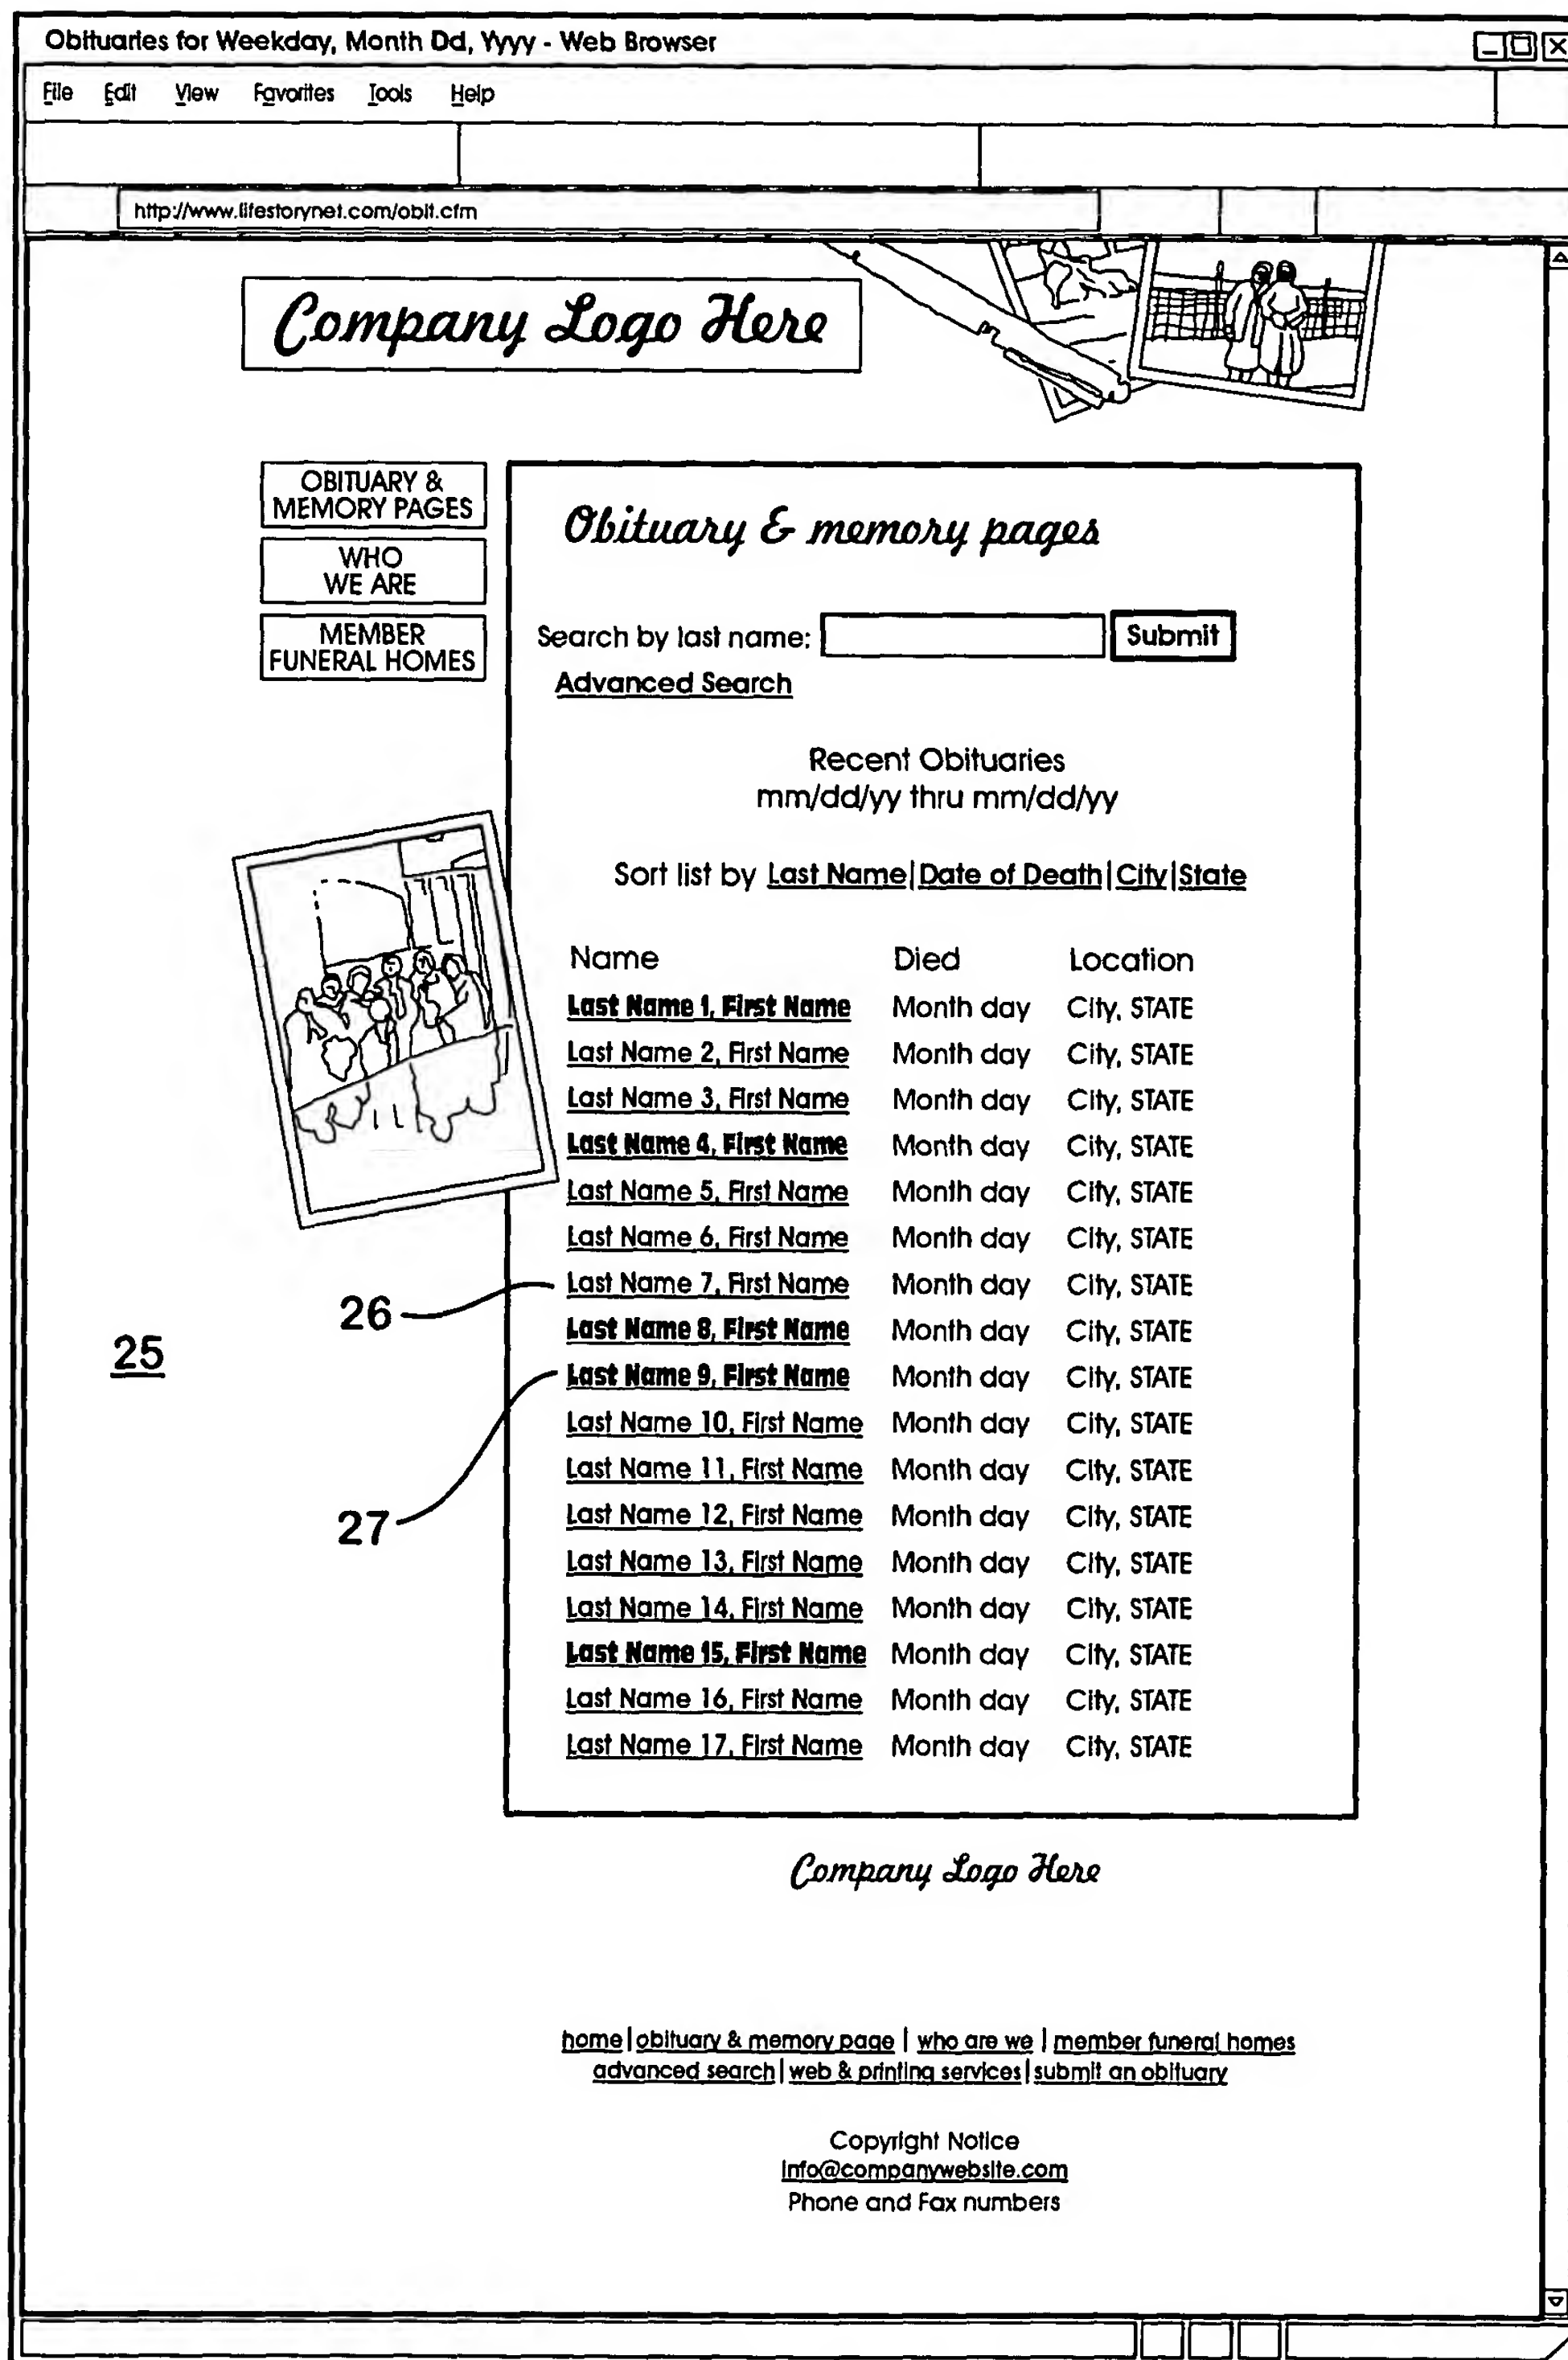 Obituaries for Weekday, Month Dd, Yyyy - Web Browser
File Edit View Favorites Tools Help
http://www.lifestorynet.com/obit.cfm
Company Logo Here
OBITUARY &
MEMORY PAGES
WHO
WE ARE
MEMBER
FUNERAL HOMES
Obituary & memory pages
Search by last name: Submit
Advanced Search
Recent Obituaries
mm/dd/yy thru mm/dd/yy
Sort list by Last Name|Date of Death|City|State
Name Died Location
Last Name 1, First Name Month day City, STATE
Last Name 2, First Name Month day City, STATE
Last Name 3, First Name Month day City, STATE
Last Name 4, First Name Month day City, STATE
Last Name 5, First Name Month day City, STATE
Last Name 6, First Name Month day City, STATE
26 Last Name 7, First Name Month day City, STATE
Last Name 8, First Name Month day City, STATE
25
Last Name 9, First Name Month day City, STATE
Last Name 10, First Name Month day City, STATE
Last Name 11, First Name Month day City, STATE
27
Last Name 12, First Name Month day City, STATE
Last Name 13, First Name Month day City, STATE
Last Name 14, First Name Month day City, STATE
Last Name 15, First Name Month day City, STATE
Last Name 16, First Name Month day City, STATE
Last Name 17, First Name Month day City, STATE
Company Logo Here
home|obituary & memory page | who are we | member funeral homes
advanced search|web & printing services|submit an obituary
Copyright Notice
info@companywebsite.com
Phone and Fax numbers